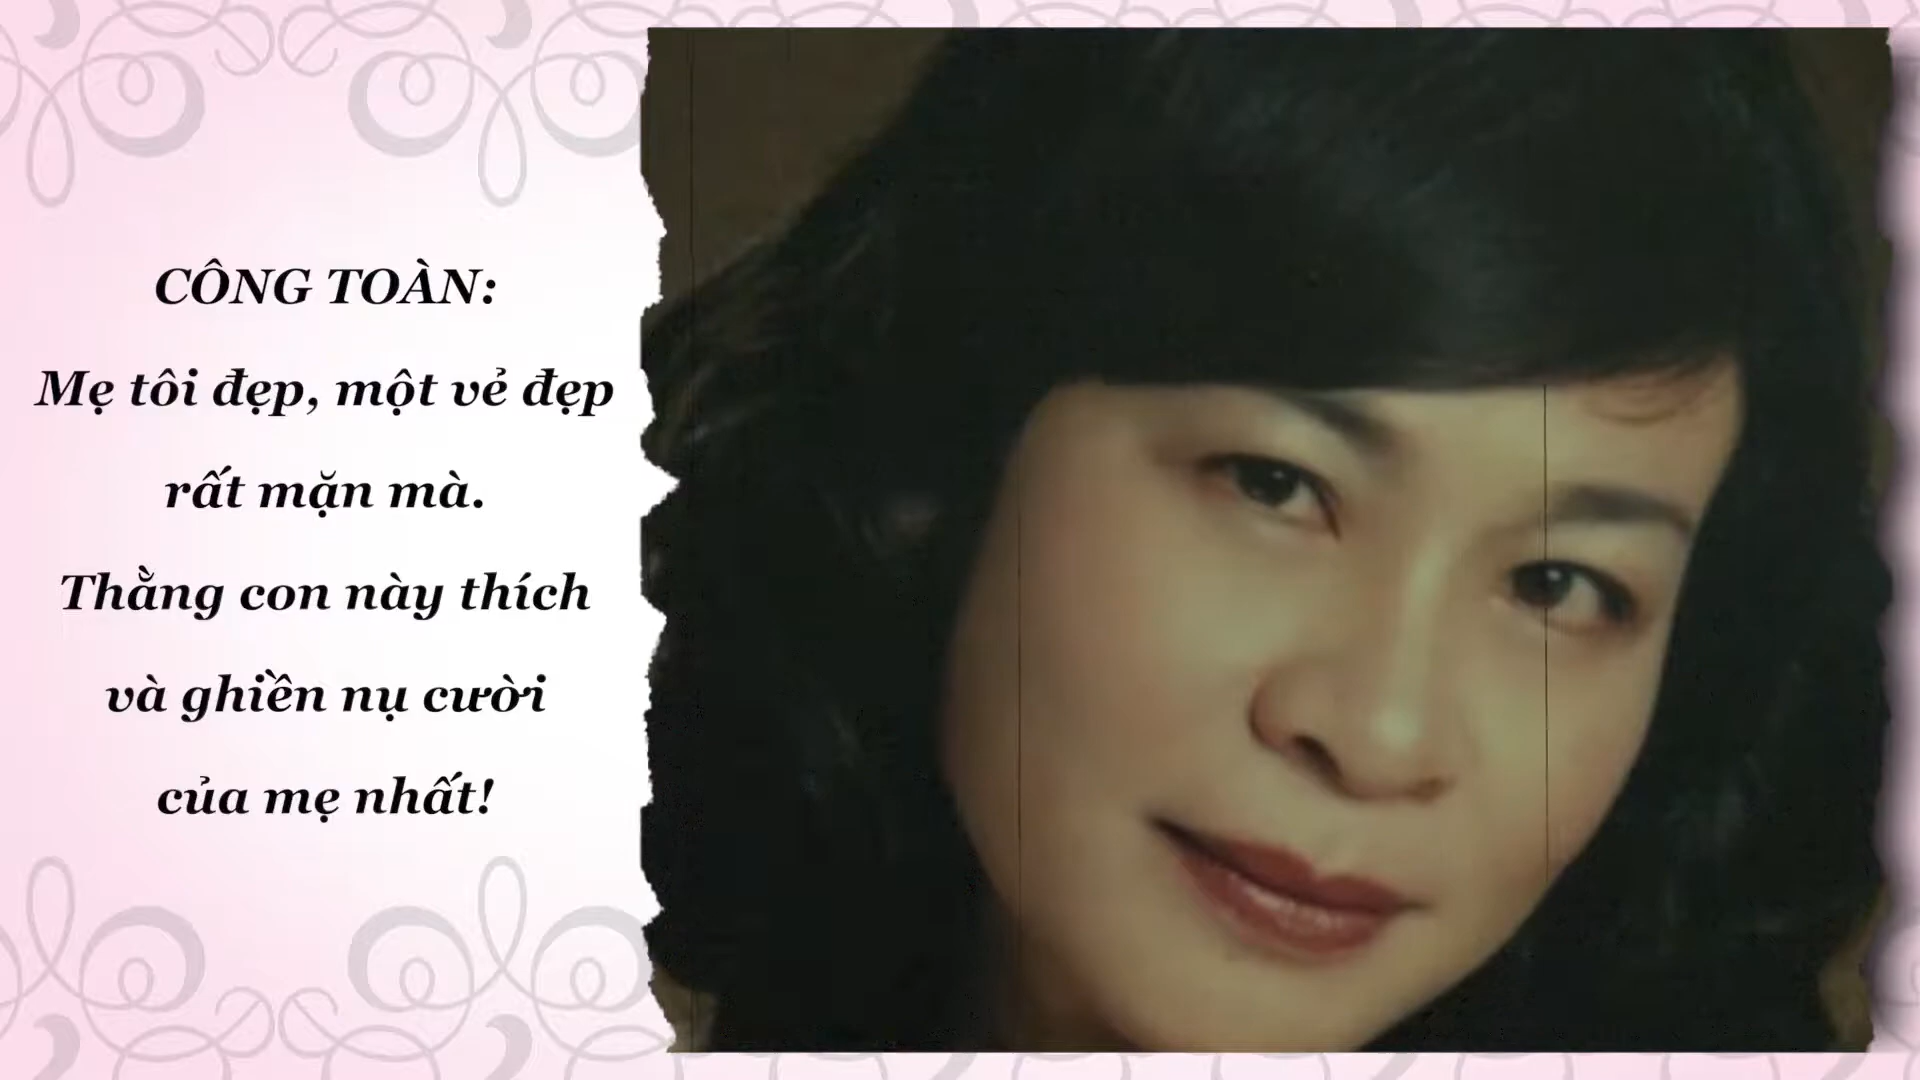 CÔNG TOÀN:
Mẹ tôi đẹp, một vẻ đẹp
rất mặn mà.
Thằng con này thích
và ghiền nụ cười
của mẹ nhất!